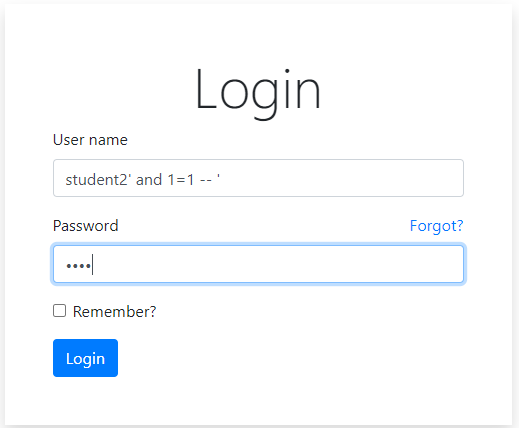 Login
User name
student2' and 1=1 -- '
Password Forgot?
••••
Remember?
Login